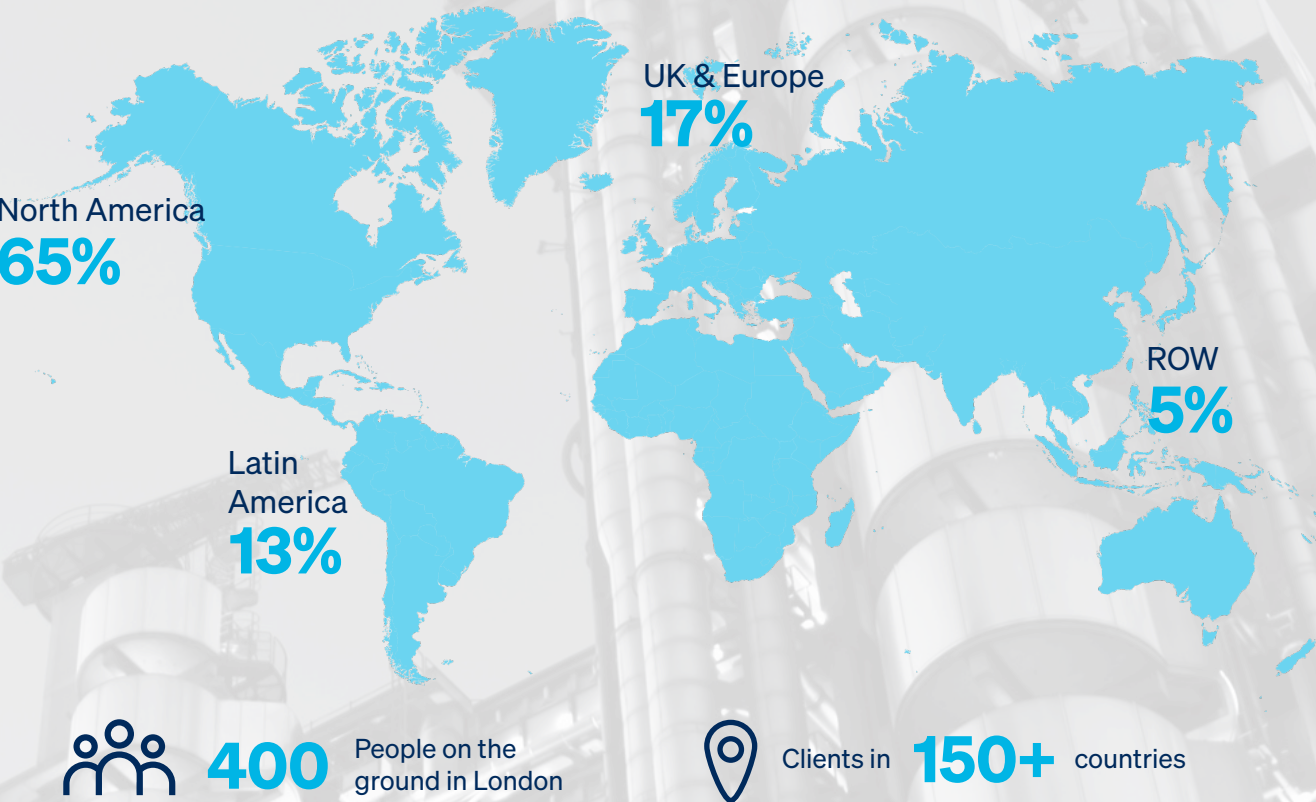 UK & Europe
17%
North America
65%
ROW
5%
Latin
America
13%
400
People on the
ground in London
Clients in
150+
countries